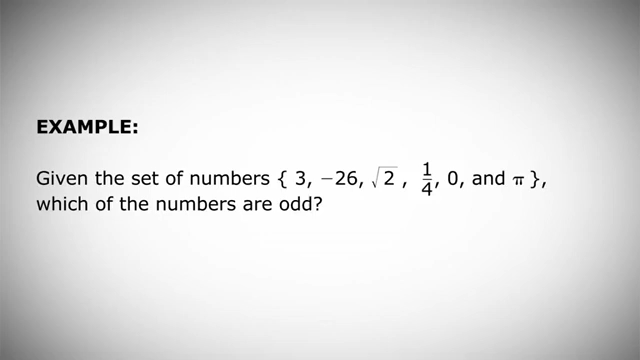 EXAMPLE:
Given the set of numbers { 3, −26, √2 , 1/4, 0, and π },
which of the numbers are odd?